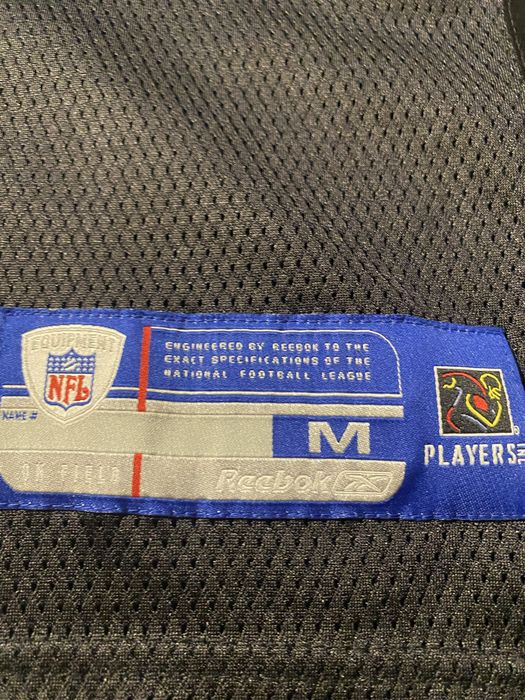 EQUIPMENT
NFL
NAME #
ENGINEERED BY REEBOK TO THE
EXACT SPECIFICATIONS OF THE
NATIONAL FOOTBALL LEAGUE
M
ON FIELD
Reebok
PLAYERS